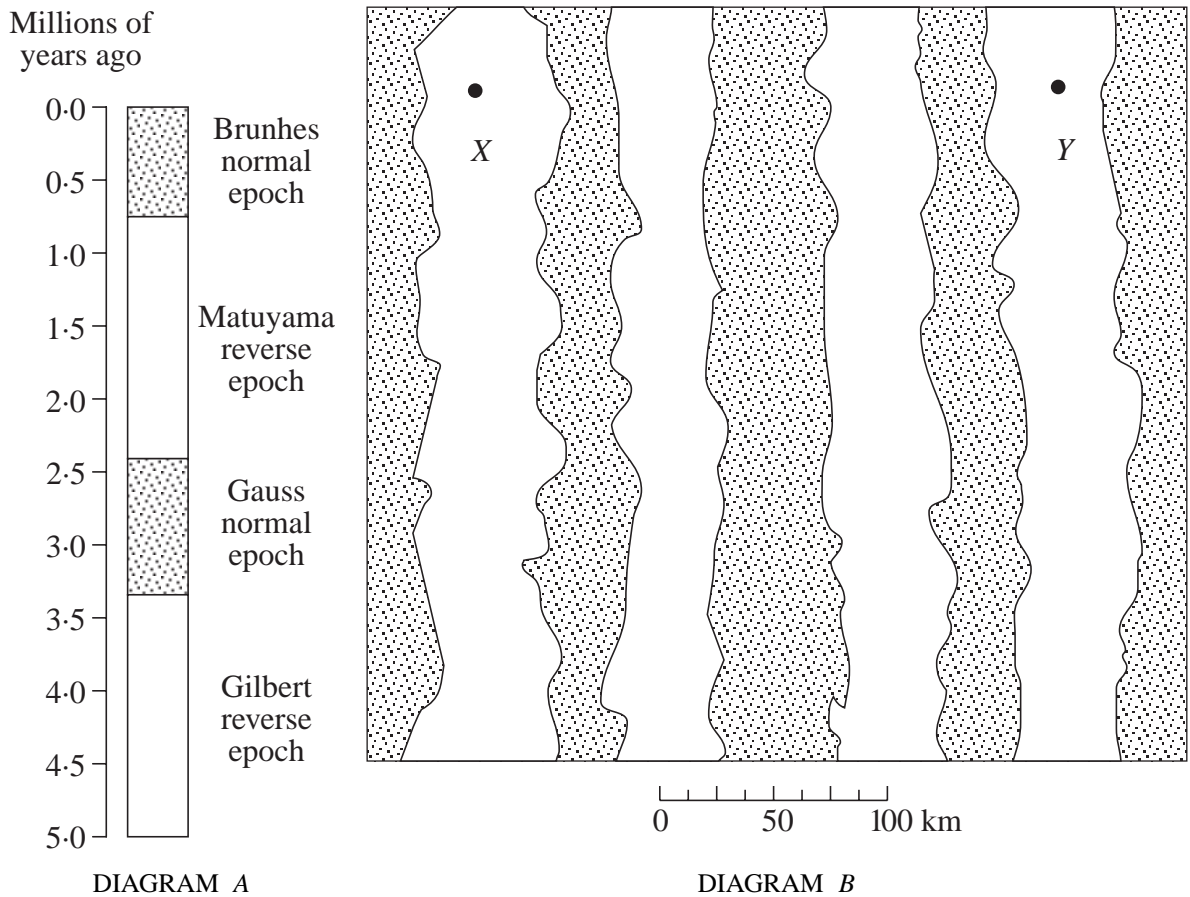 Millions of
years ago
0·0
0·5
1·0
1·5
2·0
2·5
3·0
3·5
4·0
4·5
5·0
Brunhes
normal
epoch
Matuyama
reverse
epoch
Gauss
normal
epoch
Gilbert
reverse
epoch
DIAGRAM A
X
Y
0 50 100 km
DIAGRAM B